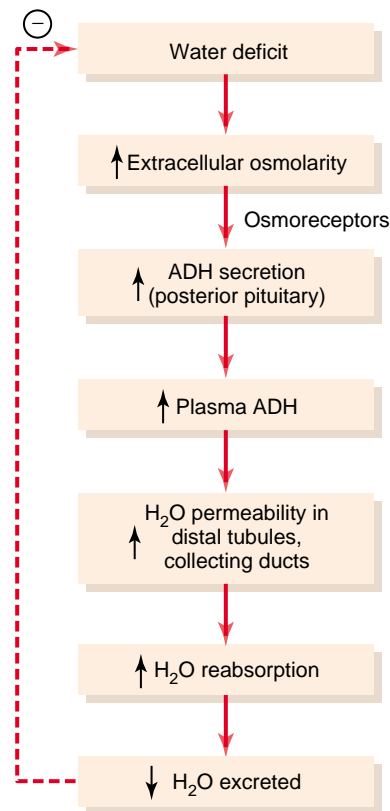 −
Water deficit
↑ Extracellular osmolarity
Osmoreceptors
↑ ADH secretion
(posterior pituitary)
↑ Plasma ADH
H₂O permeability in
↑ distal tubules,
collecting ducts
↑ H₂O reabsorption
↓ H₂O excreted